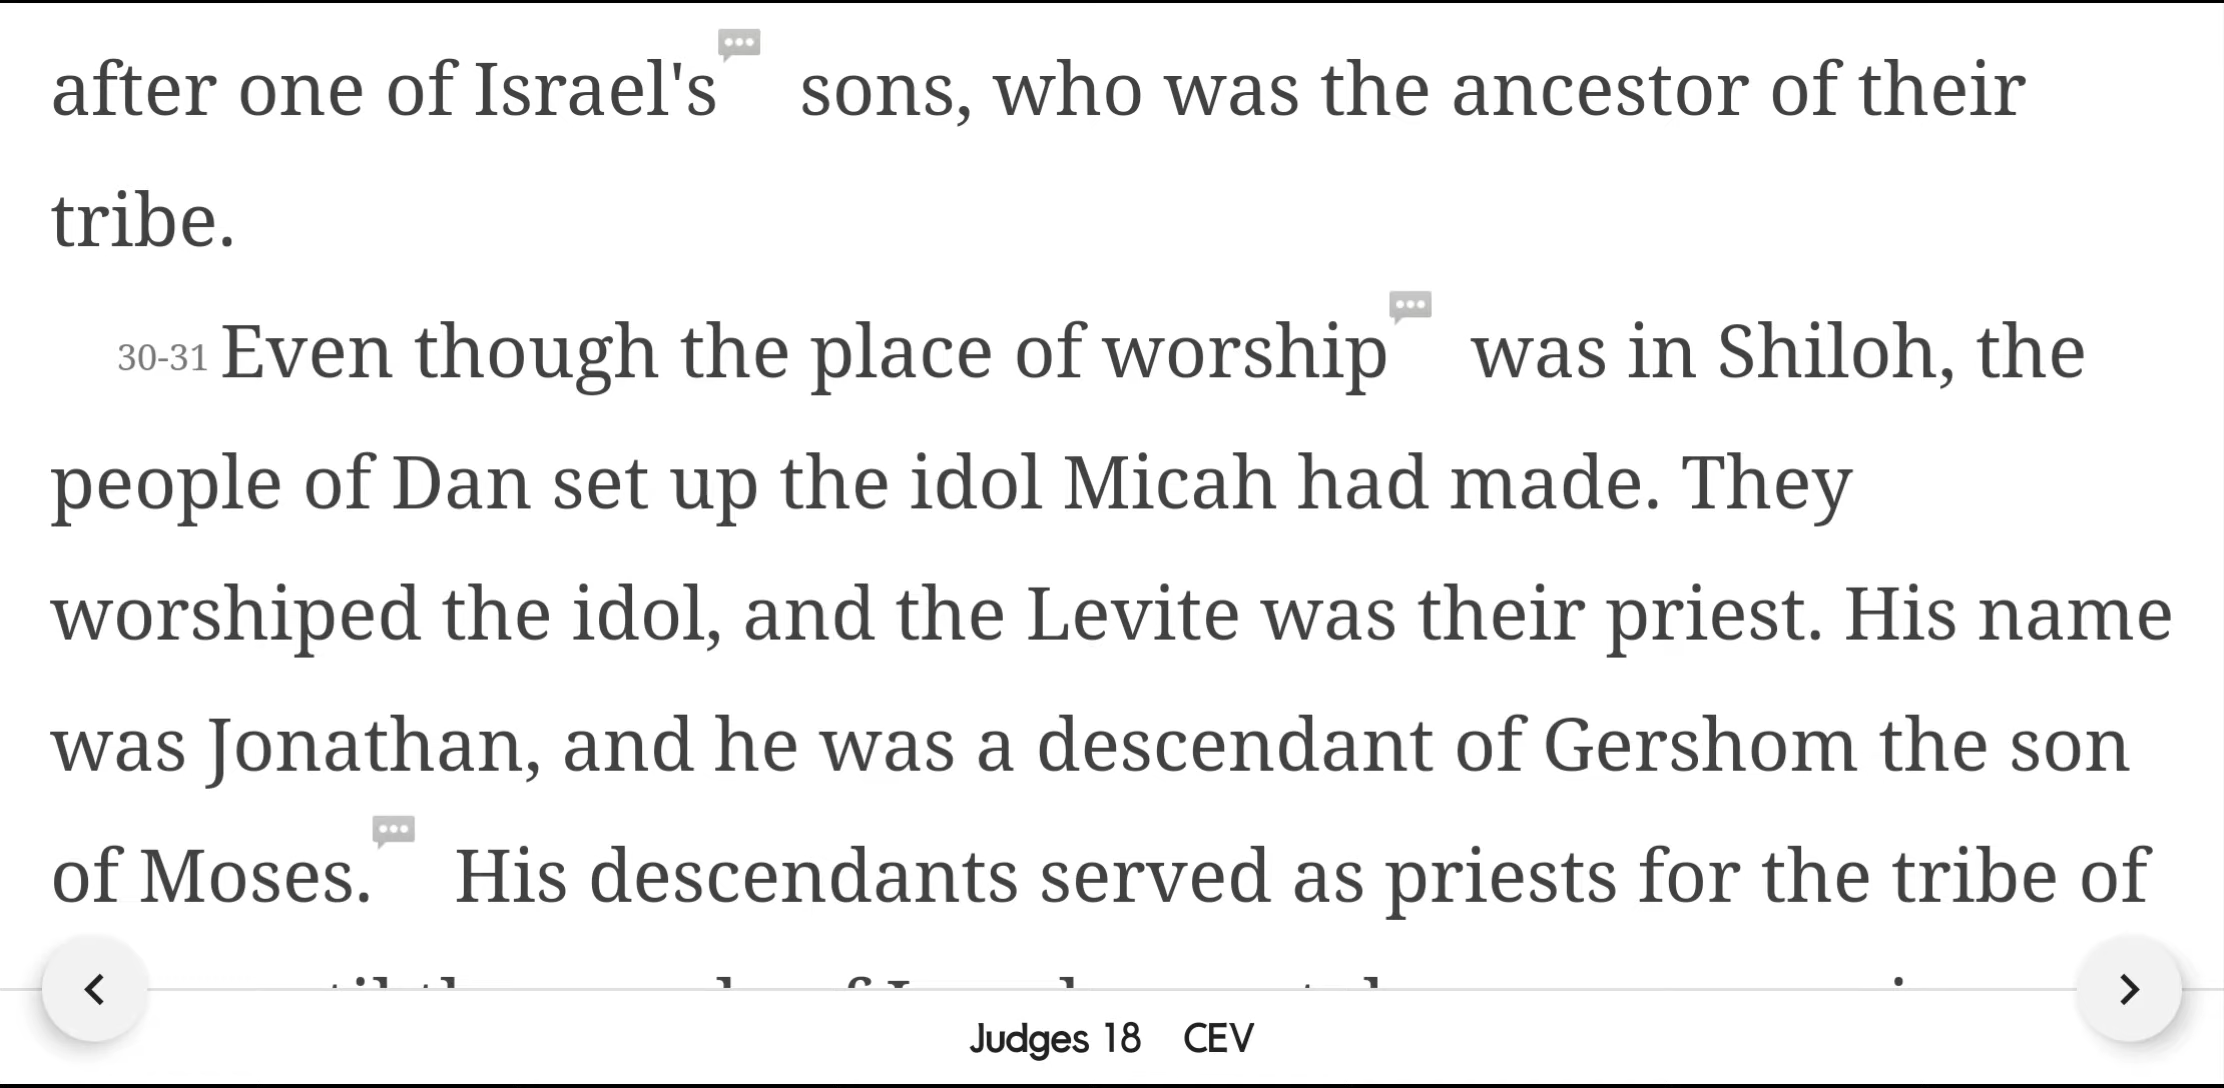 after one of Israel's sons, who was the ancestor of their
tribe.
30-31 Even though the place of worship was in Shiloh, the
people of Dan set up the idol Micah had made. They
worshiped the idol, and the Levite was their priest. His name
was Jonathan, and he was a descendant of Gershom the son
of Moses. His descendants served as priests for the tribe of
Judges 18 CEV